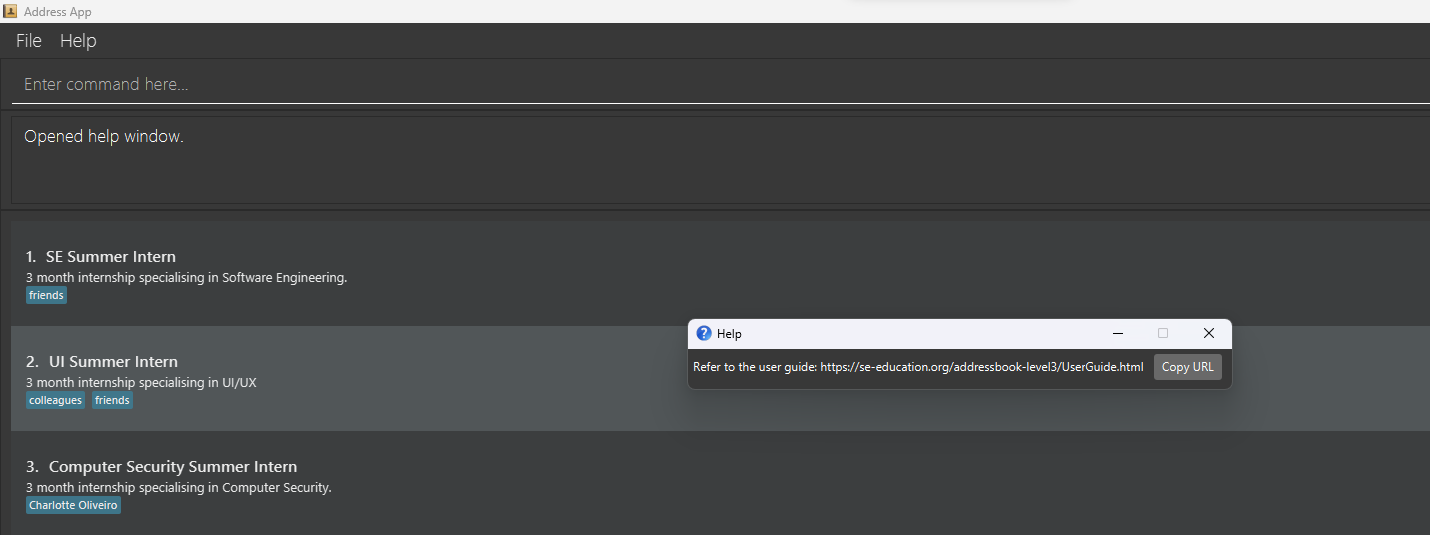 Address App
File Help
Enter command here...
Opened help window.
1. SE Summer Intern
3 month internship specialising in Software Engineering.
friends
2. UI Summer Intern
3 month internship specialising in UI/UX
colleagues friends
3. Computer Security Summer Intern
3 month internship specialising in Computer Security.
Charlotte Oliveiro
Help
Refer to the user guide: https://se-education.org/addressbook-level3/UserGuide.html Copy URL